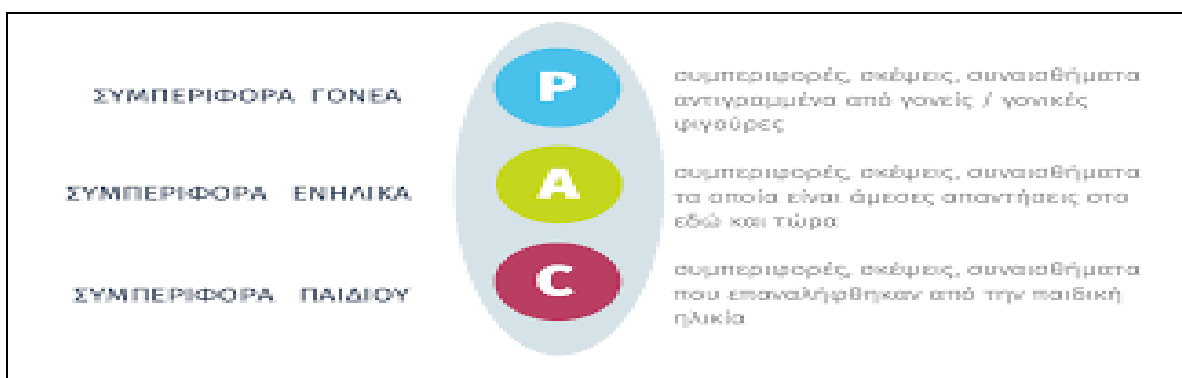 ΣΥΜΠΕΡΙΦΟΡΑ ΓΟΝΕΑ
P
συμπεριφορές, σκέψεις, συναισθήματα
αντιγραμμένα από γονείς / γονικές
φιγούρες
ΣΥΜΠΕΡΙΦΟΡΑ ΕΝΗΛΙΚΑ
A
συμπεριφορές, σκέψεις, συναισθήματα
τα οποία είναι άμεσες απαντήσεις στο
εδώ και τώρα
ΣΥΜΠΕΡΙΦΟΡΑ ΠΑΙΔΙΟΥ
C
συμπεριφορές, σκέψεις, συναισθήματα
που επαναλήφθηκαν από την παιδική
ηλικία